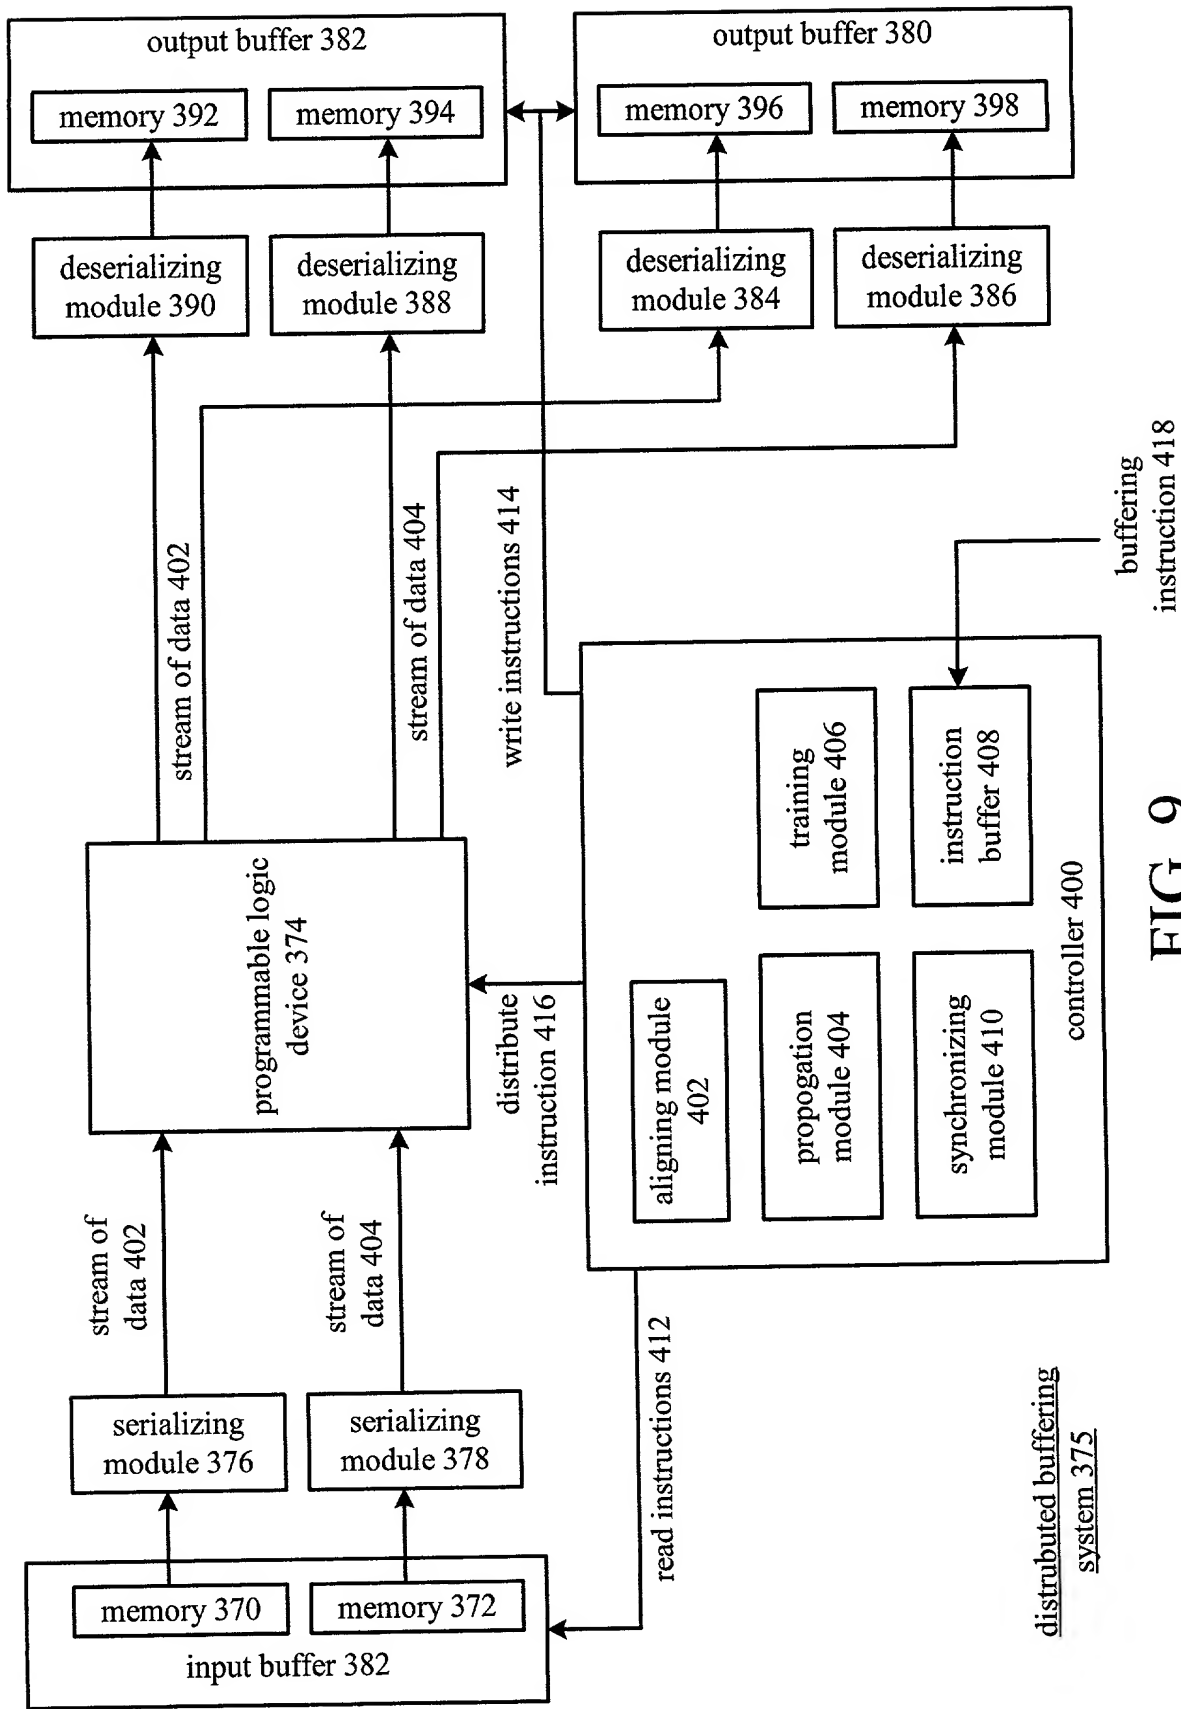 output buffer 382
memory 392
memory 394
output buffer 380
memory 396
memory 398
deserializing
module 390
deserializing
module 388
deserializing
module 384
deserializing
module 386
stream of data 402
stream of data 404
write instructions 414
buffering
instruction 418
programmable logic
device 374
distribute
instruction 416
training
module 406
instruction
buffer 408
aligning module
402
propogation
module 404
synchronizing
module 410
controller 400
stream of
data 402
stream of
data 404
serializing
module 376
serializing
module 378
read instructions 412
memory 370
memory 372
input buffer 382
distrubuted buffering
system 375
FIG. 9